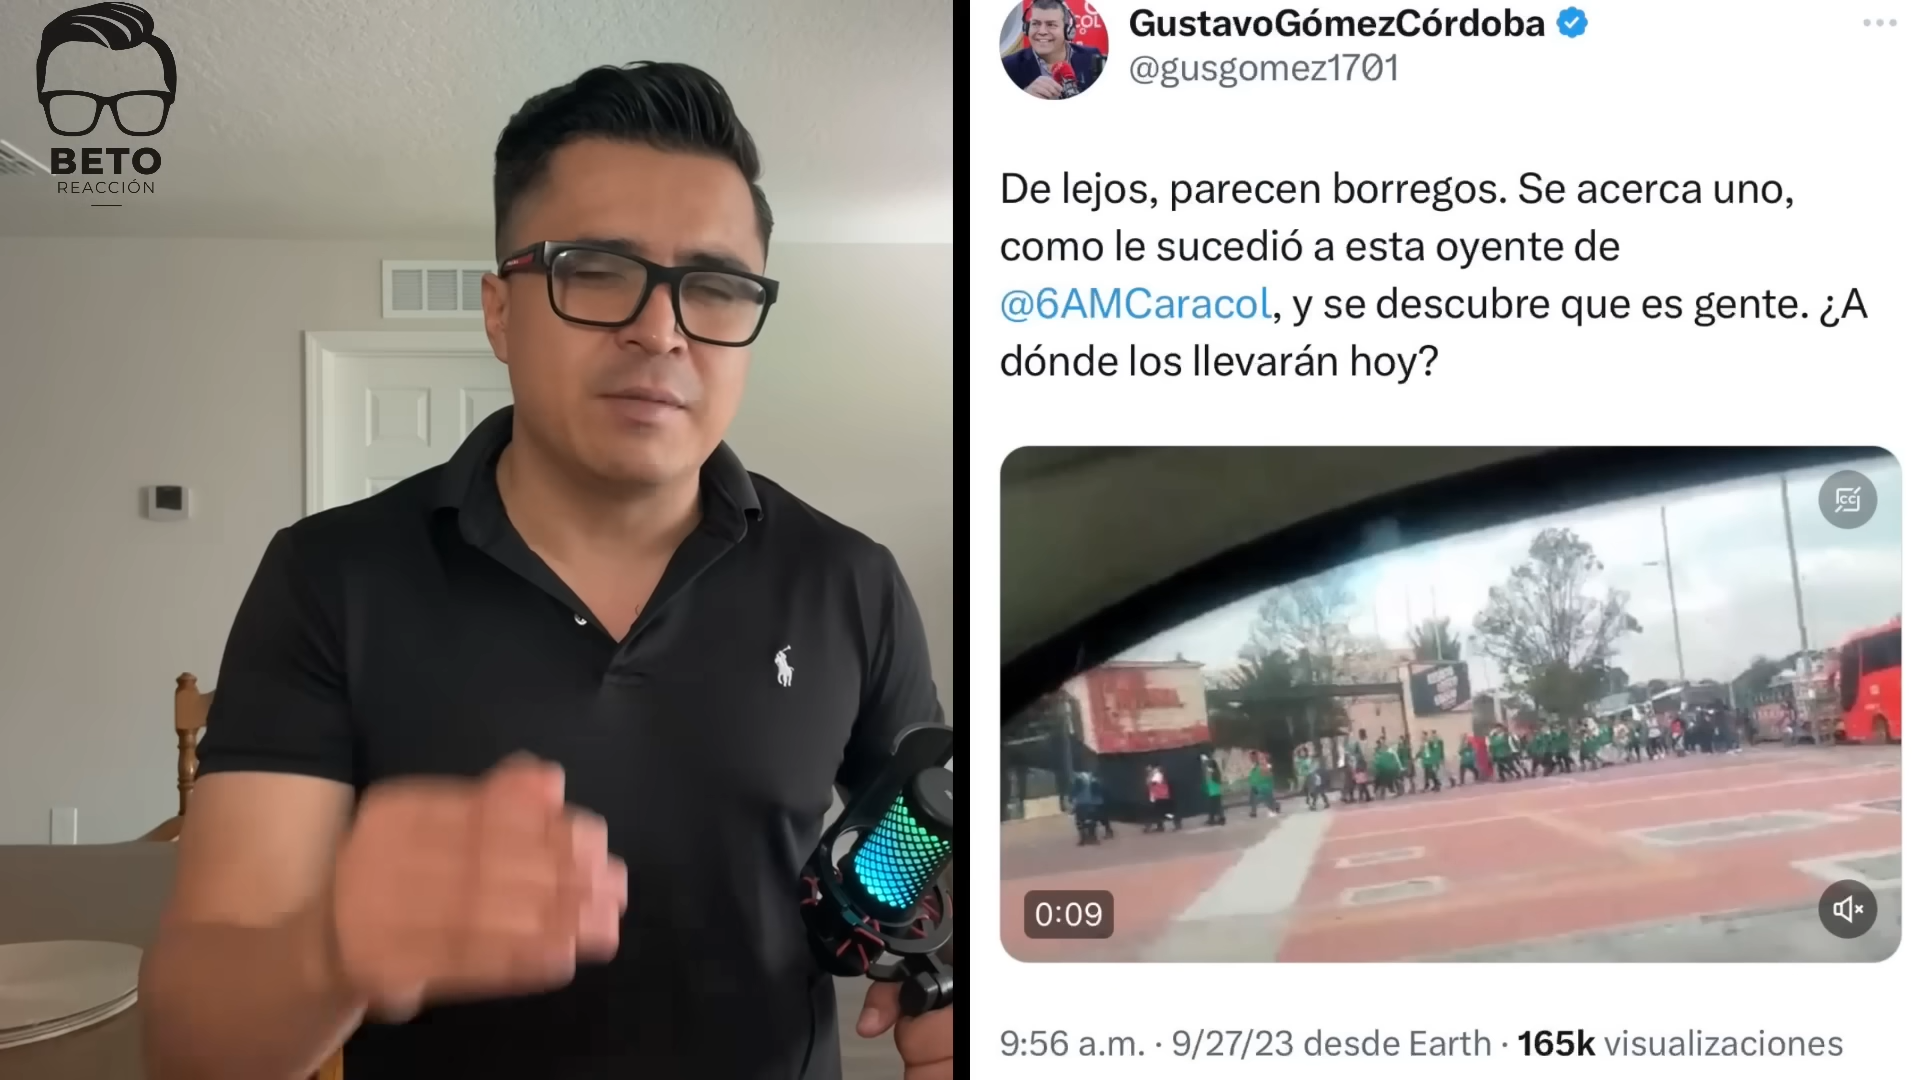 BETO
REACCIÓN
GustavoGómezCórdoba
@gusgomez1701
De lejos, parecen borregos. Se acerca uno,
como le sucedió a esta oyente de
@6AMCaracol, y se descubre que es gente. ¿A
dónde los llevarán hoy?
CC
0:09
9:56 a.m. · 9/27/23 desde Earth · 165k visualizaciones